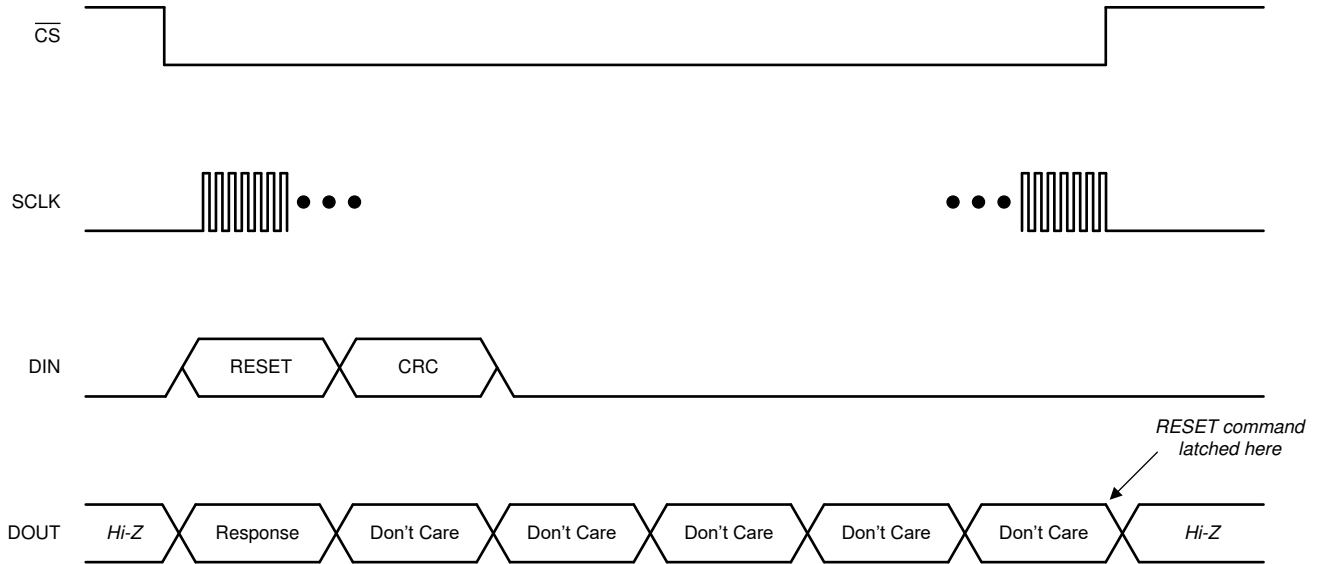 CS
SCLK
DIN
RESET
CRC
RESET command
latched here
DOUT
Hi-Z
Response
Don't Care
Don't Care
Don't Care
Don't Care
Don't Care
Hi-Z